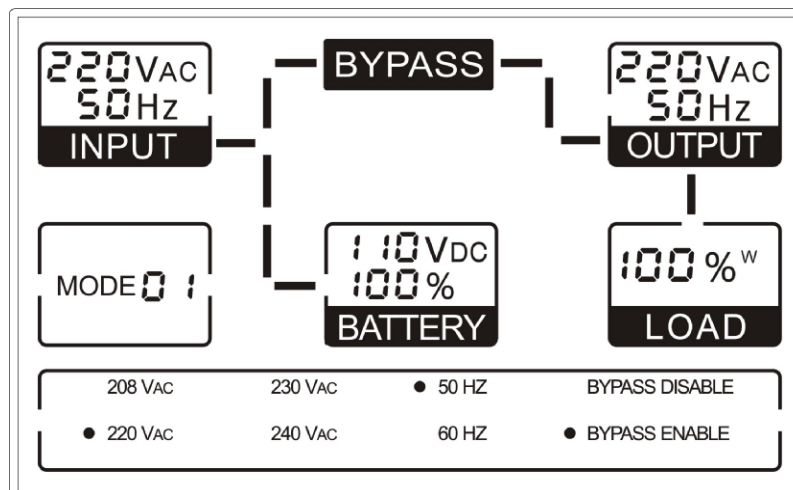 220VAC
50Hz
INPUT
BYPASS
220VAC
50Hz
OUTPUT
MODE 01
110VDC
100%
BATTERY
100%W
LOAD
208 VAC 230 VAC ● 50 HZ BYPASS DISABLE
● 220 VAC 240 VAC 60 HZ ● BYPASS ENABLE